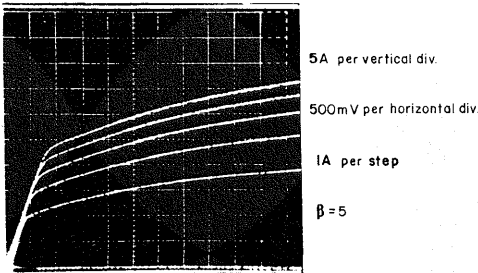 5A per vertical div.
500mV per horizontal div.
1A per step
β=5